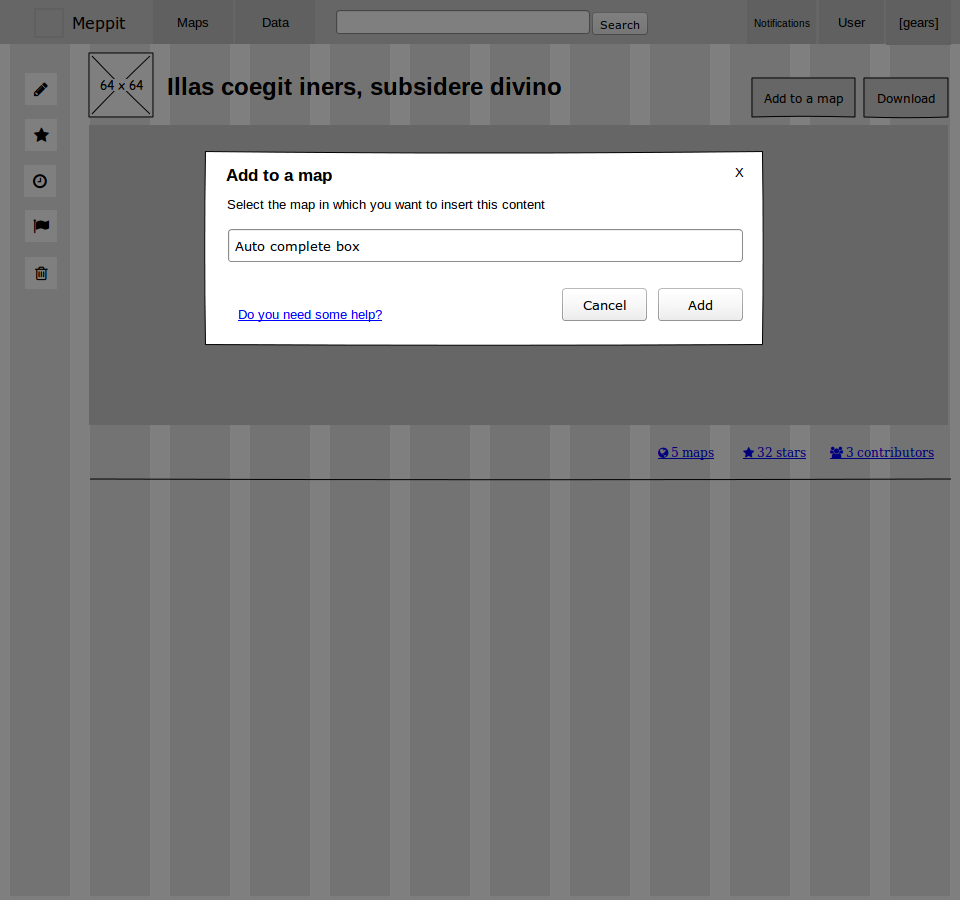 Meppit Maps Data Search Notifications User [gears]
64 x 64 Illas coegit iners, subsidere divino Add to a map Download
Add to a map X
Select the map in which you want to insert this content
Auto complete box
Do you need some help? Cancel Add
5 maps 32 stars 3 contributors